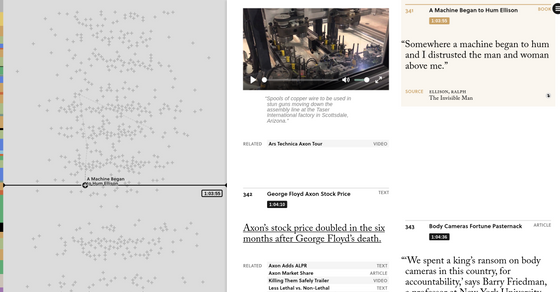 A Machine Began
to Hum Ellison
1:03:55
"Spools of copper wire to be used in
stun guns moving down the
assembly line at the Taser
International factory in Scottsdale,
Arizona."
RELATED Ars Technica Axon Tour VIDEO
342 George Floyd Axon Stock Price TEXT
1:04:10
Axon's stock price doubled in the six
months after George Floyd's death.
RELATED Axon Adds ALPR TEXT
Axon Market Share ARTICLE
Killing Them Safely Trailer VIDEO
Less Lethal vs. Non-Lethal TEXT
341 A Machine Began to Hum Ellison BOOK
1:03:55
“Somewhere a machine began to hum
and I distrusted the man and woman
above me.”
SOURCE ELLISON, RALPH
The Invisible Man
343 Body Cameras Fortune Pasternack ARTICLE
1:04:36
“‘We spent a king's ransom on body
cameras in this country, for
accountability,’ says Barry Friedman,
a professor at New York University